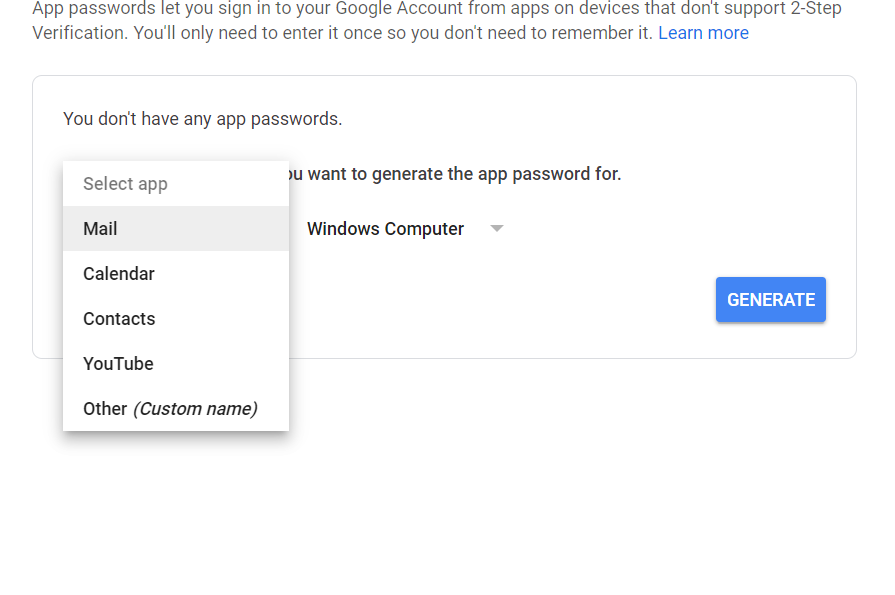 App passwords let you sign in to your Google Account from apps on devices that don't support 2-Step
Verification. You'll only need to enter it once so you don't need to remember it. Learn more
You don't have any app passwords.
you want to generate the app password for.
Select app
Mail
Windows Computer
Calendar
Contacts
GENERATE
YouTube
Other (Custom name)